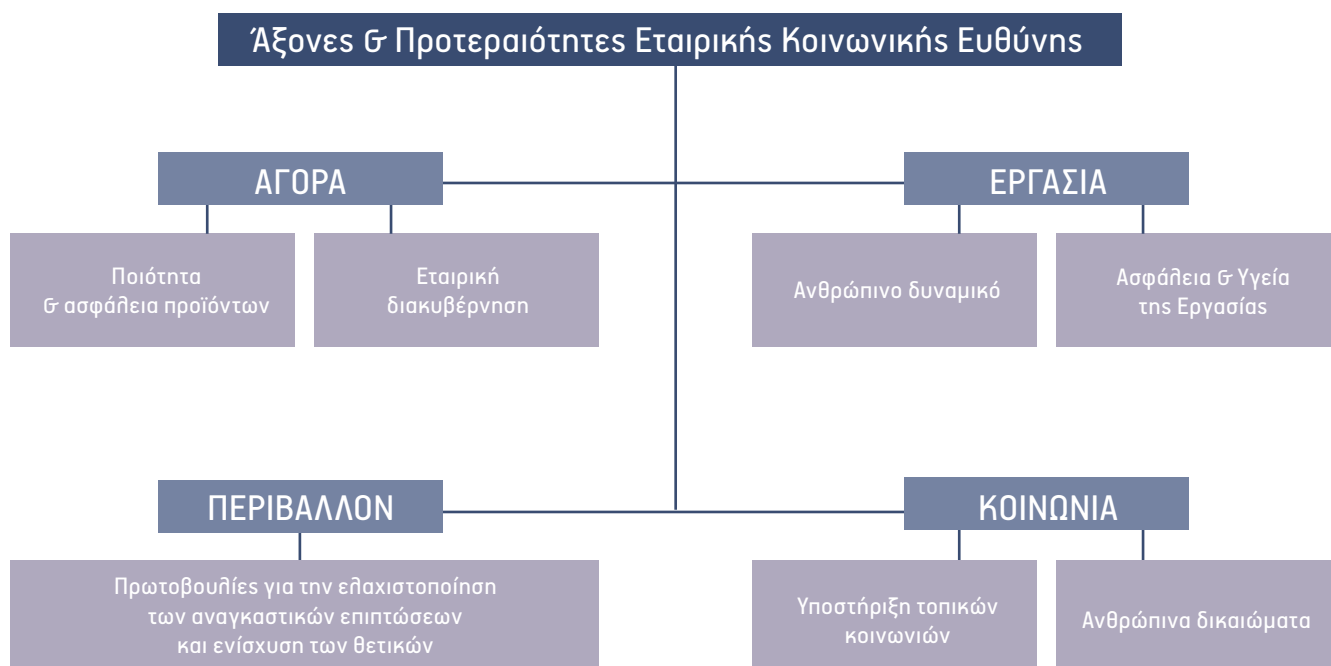 Άξονες & Προτεραιότητες Εταιρικής Κοινωνικής Ευθύνης
ΑΓΟΡΑ
ΕΡΓΑΣΙΑ
Ποιότητα
& ασφάλεια προϊόντων
Εταιρική
διακυβέρνηση
Ανθρώπινο δυναμικό
Ασφάλεια & Υγεία
της Εργασίας
ΠΕΡΙΒΑΛΛΟΝ
ΚΟΙΝΩΝΙΑ
Πρωτοβουλίες για την ελαχιστοποίηση
των αναγκαστικών επιπτώσεων
και ενίσχυση των θετικών
Υποστήριξη τοπικών
κοινωνιών
Ανθρώπινα δικαιώματα